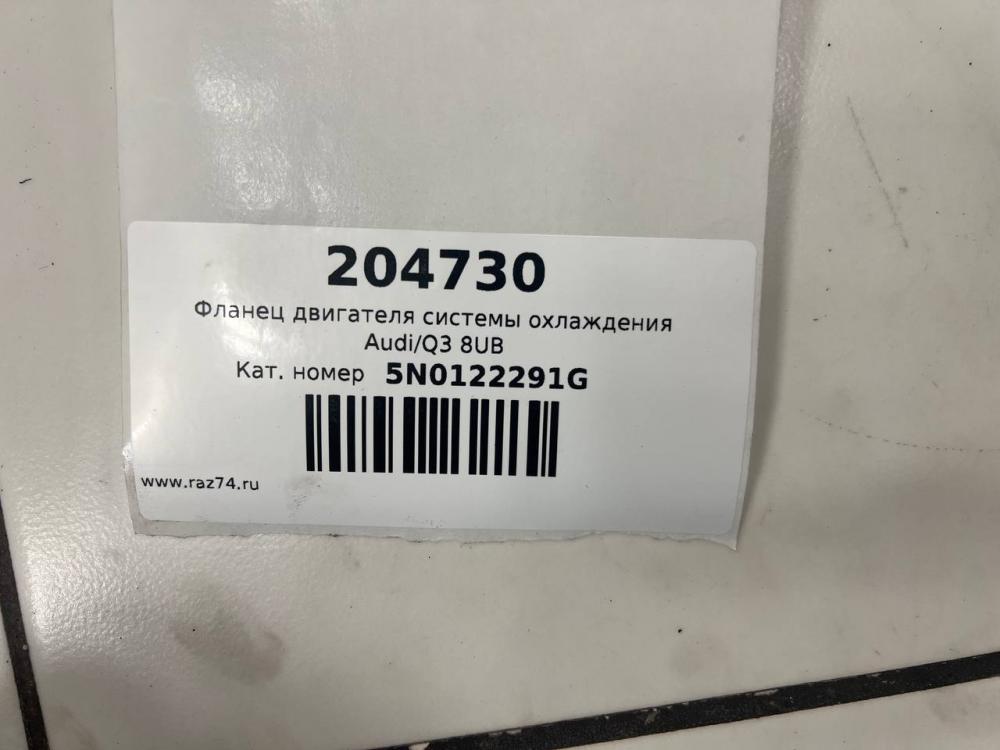 204730
Фланец двигателя системы охлаждения
Audi/Q3 8UB
Кат. номер 5N0122291G
www.raz74.ru